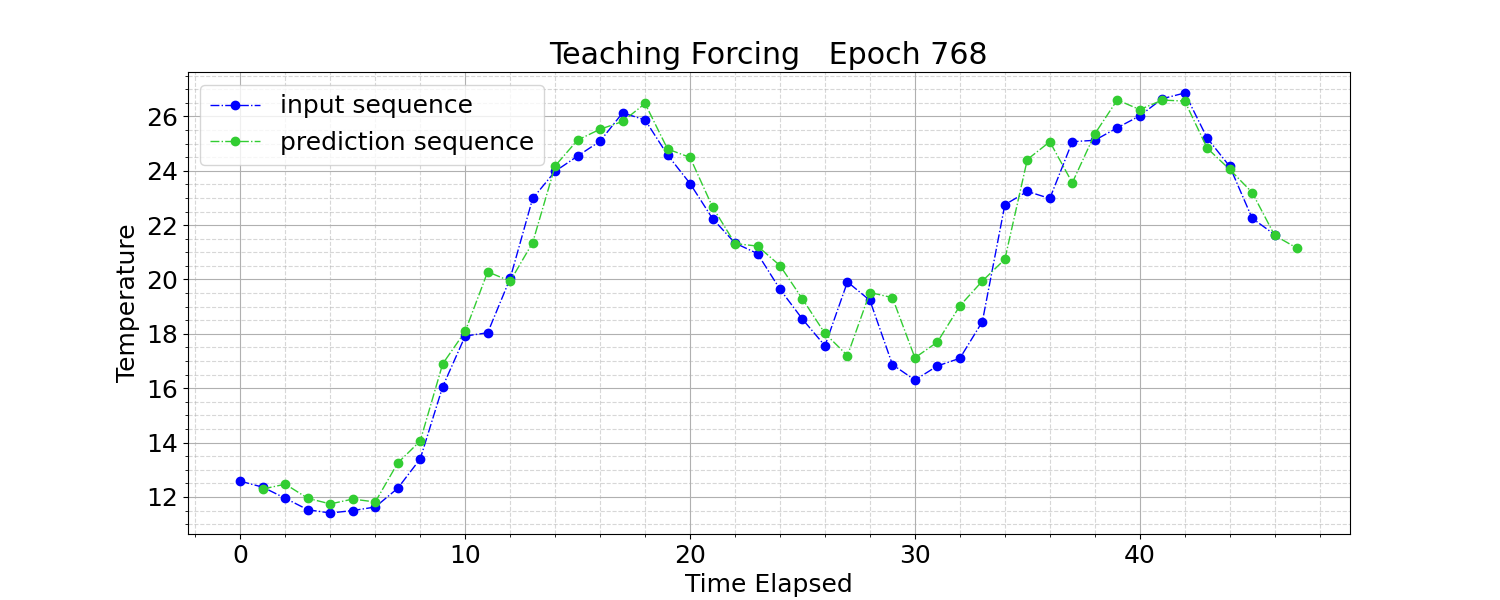 Teaching Forcing   Epoch 768
input sequence
prediction sequence
26
24
22
20
18
16
14
12
Temperature
0 10 20 30 40
Time Elapsed